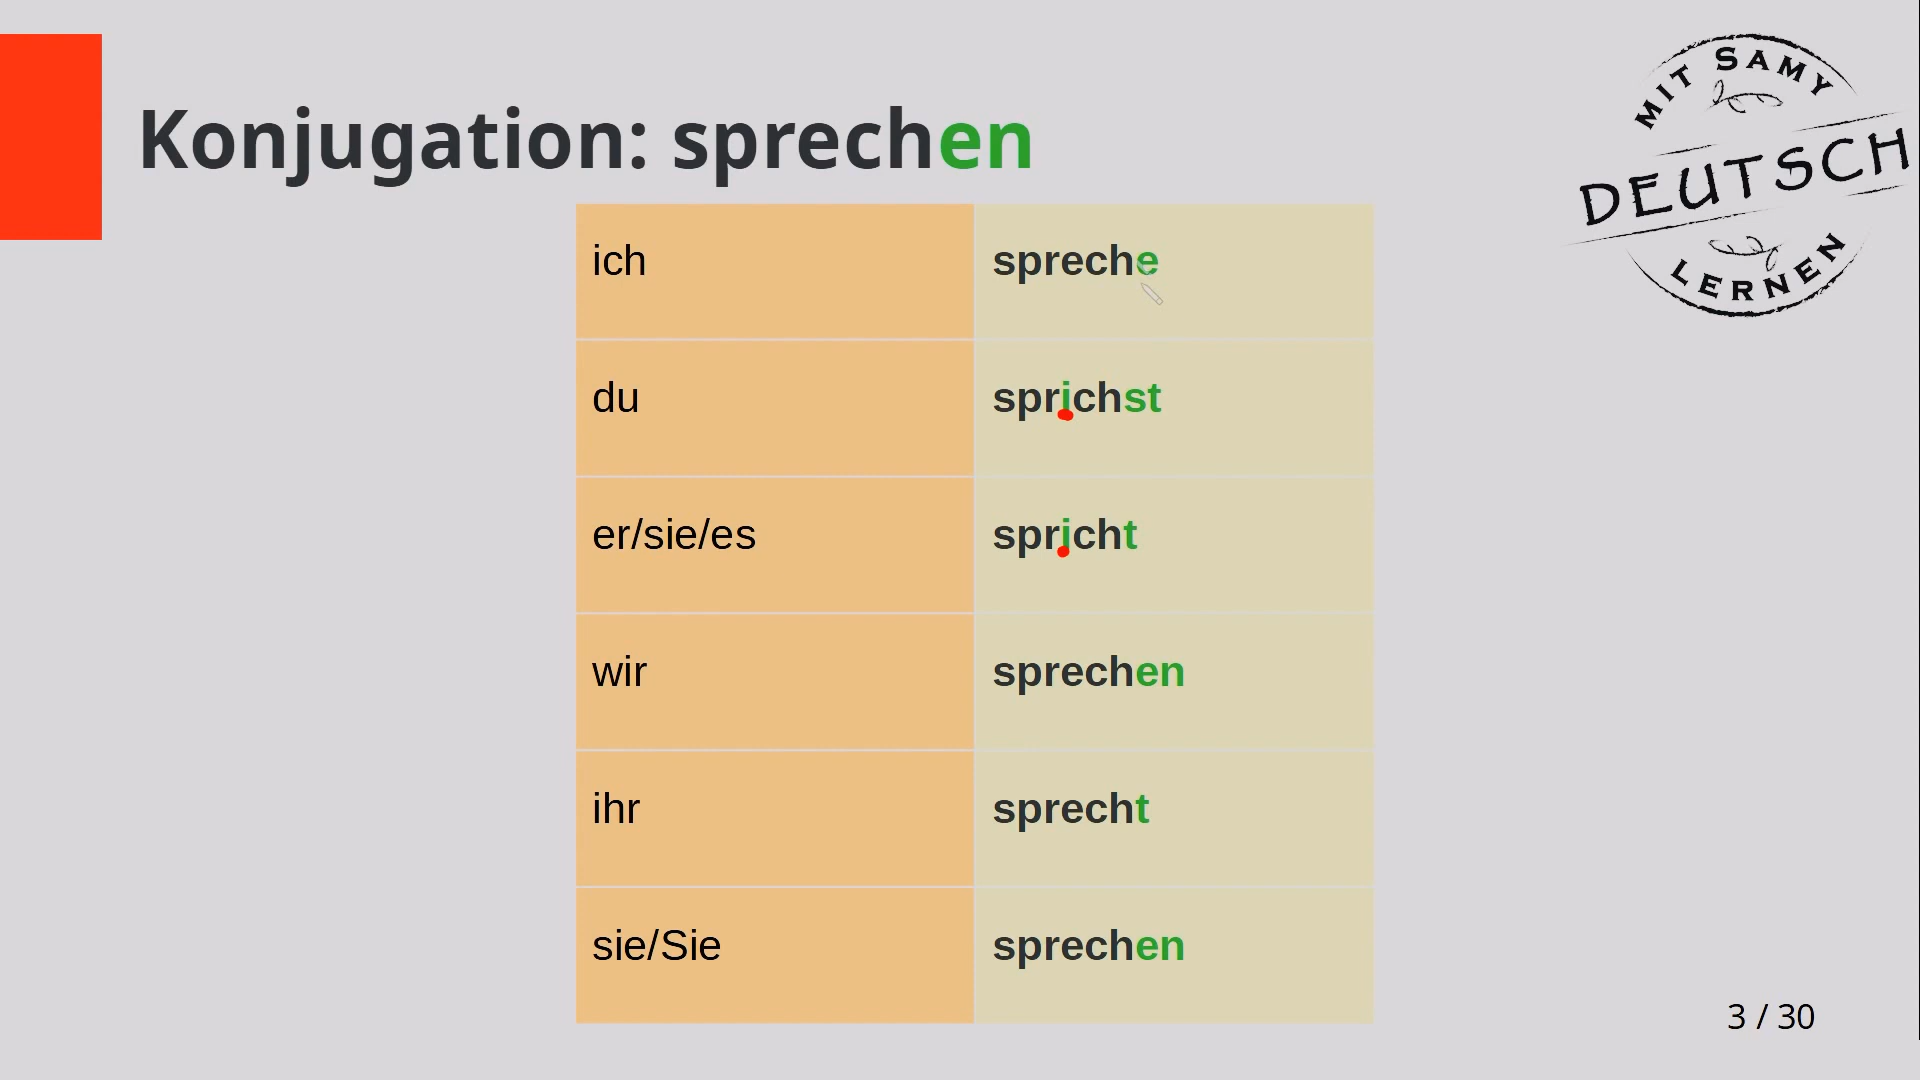 Konjugation: sprechen
MIT SAMY
DEUTSCH
LERNEN
ich spreche
du sprichst
er/sie/es spricht
wir sprechen
ihr sprecht
sie/Sie sprechen
3 / 30